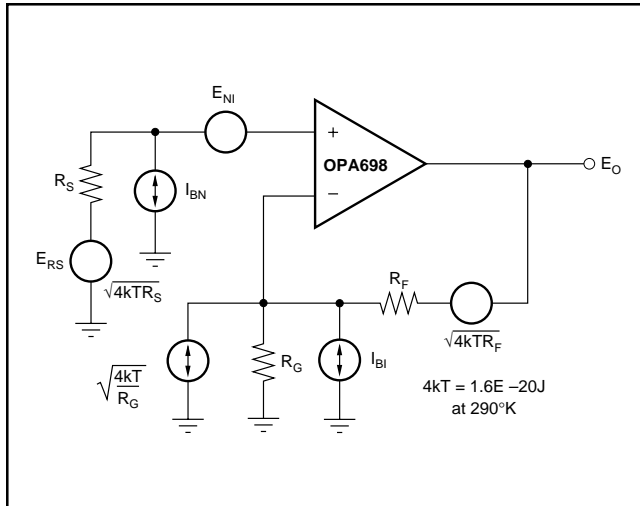 E_NI
+
OPA698
−
E_O
R_S
I_BN
E_RS
√4kTR_S
R_F
√4kTR_F
√4kT/R_G
R_G
I_BI
4kT = 1.6E –20J
at 290°K